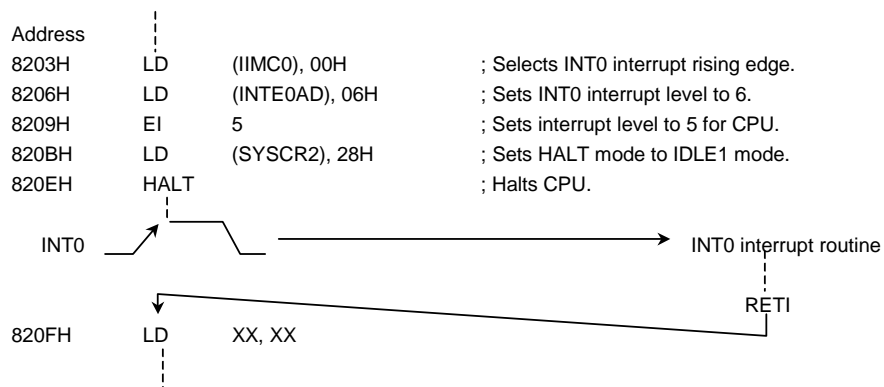 Address
8203H LD (IIMC0), 00H ; Selects INT0 interrupt rising edge.
8206H LD (INTE0AD), 06H ; Sets INT0 interrupt level to 6.
8209H EI 5 ; Sets interrupt level to 5 for CPU.
820BH LD (SYSCR2), 28H ; Sets HALT mode to IDLE1 mode.
820EH HALT ; Halts CPU.
INT0 INT0 interrupt routine
RETI
820FH LD XX, XX